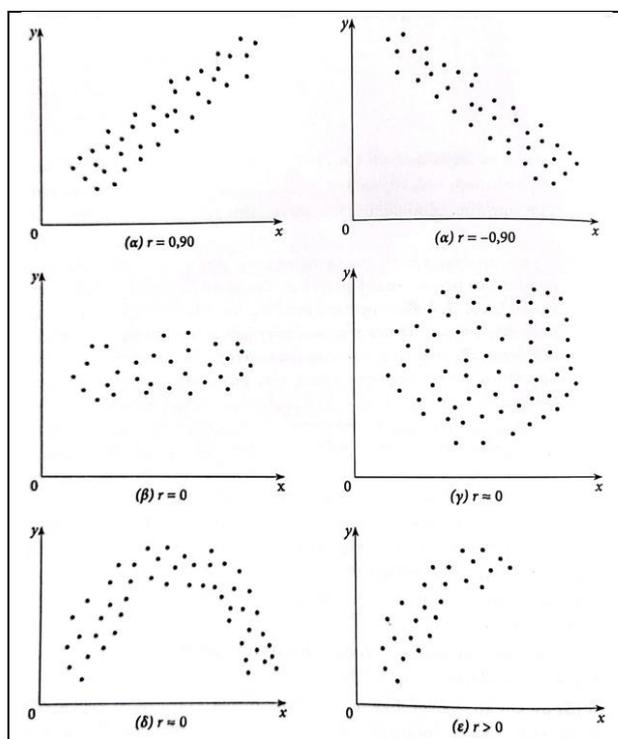 y
y
0
x
0
x
(α) r = 0,90
(α) r = −0,90
y
y
0
x
0
x
(β) r = 0
(γ) r ≈ 0
y
y
0
x
0
x
(δ) r ≈ 0
(ε) r > 0